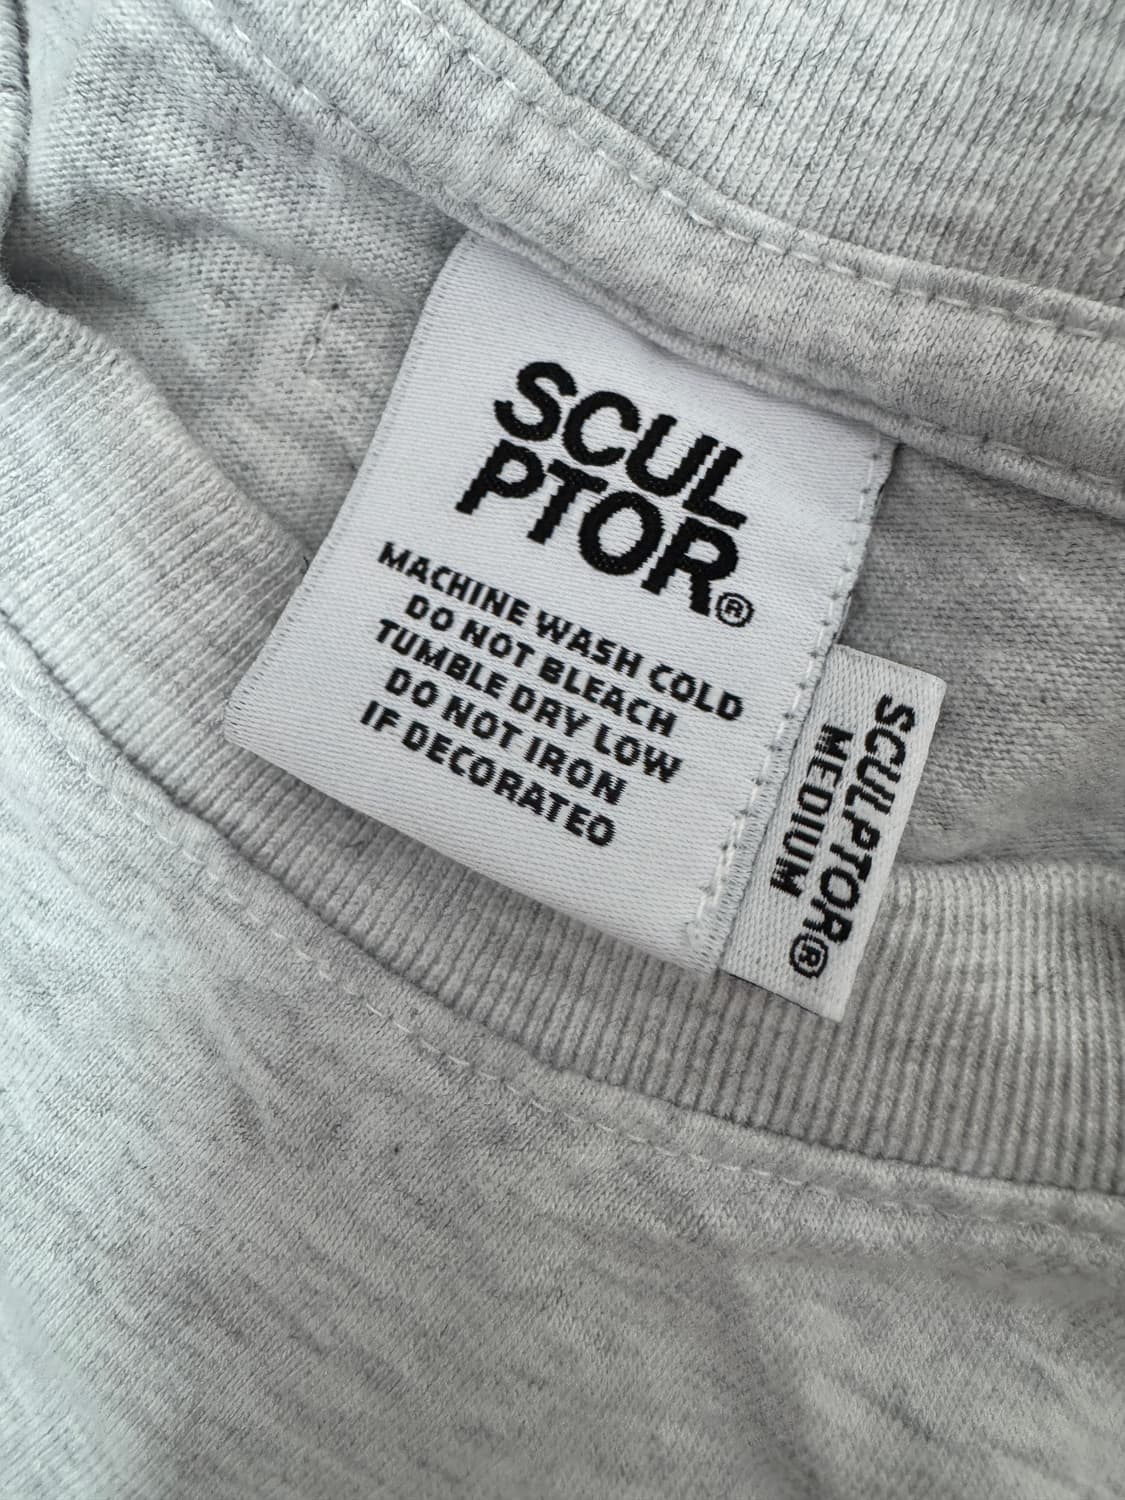 SCUL
PTOR®
MACHINE WASH COLD
DO NOT BLEACH
TUMBLE DRY LOW
DO NOT IRON
IF DECORATED
SCULPTOR®
MEDIUM